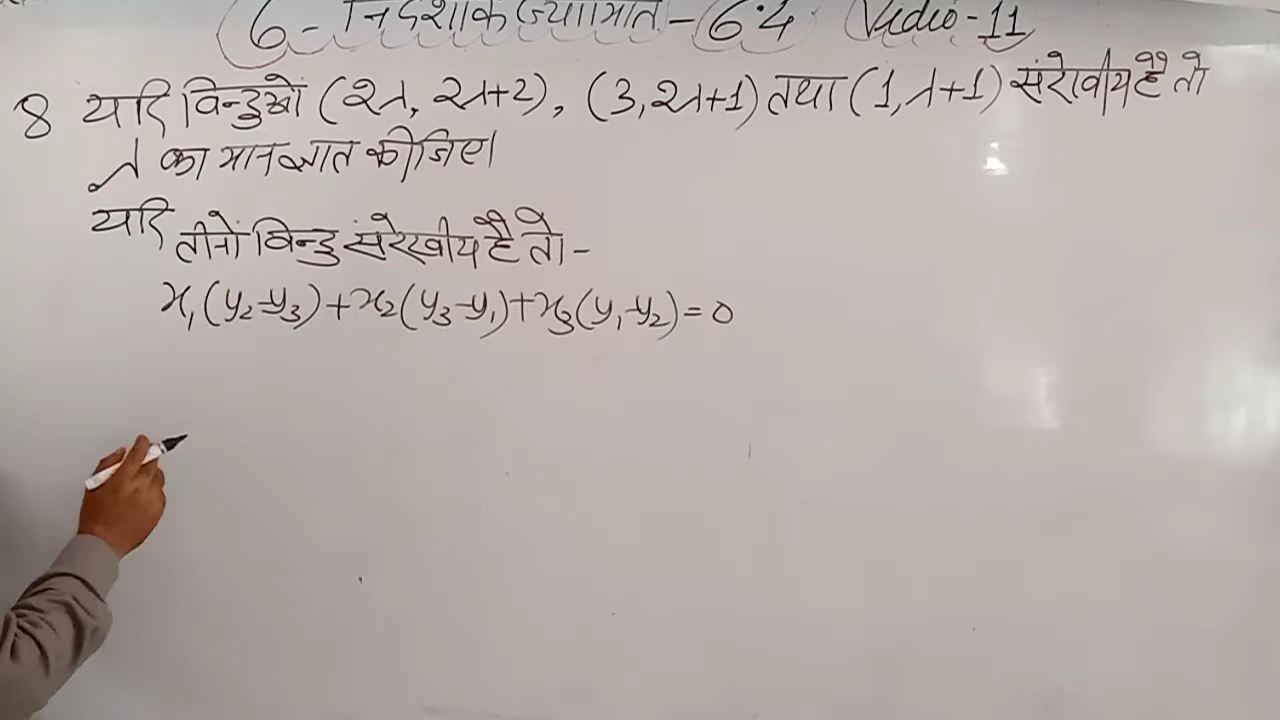 6- निर्देशांक ज्यामिति - 6.4 Vedio-11
8 यदि बिन्दुओं (2λ, 2λ+2), (3, 2λ+1) तथा (1, λ+1) संरेखीय है तो
λ का मान ज्ञात कीजिए।
यदि तीनों बिन्दु संरेखीय है तो -
x₁(y₂-y₃)+x₂(y₃-y₁)+x₃(y₁-y₂)=0